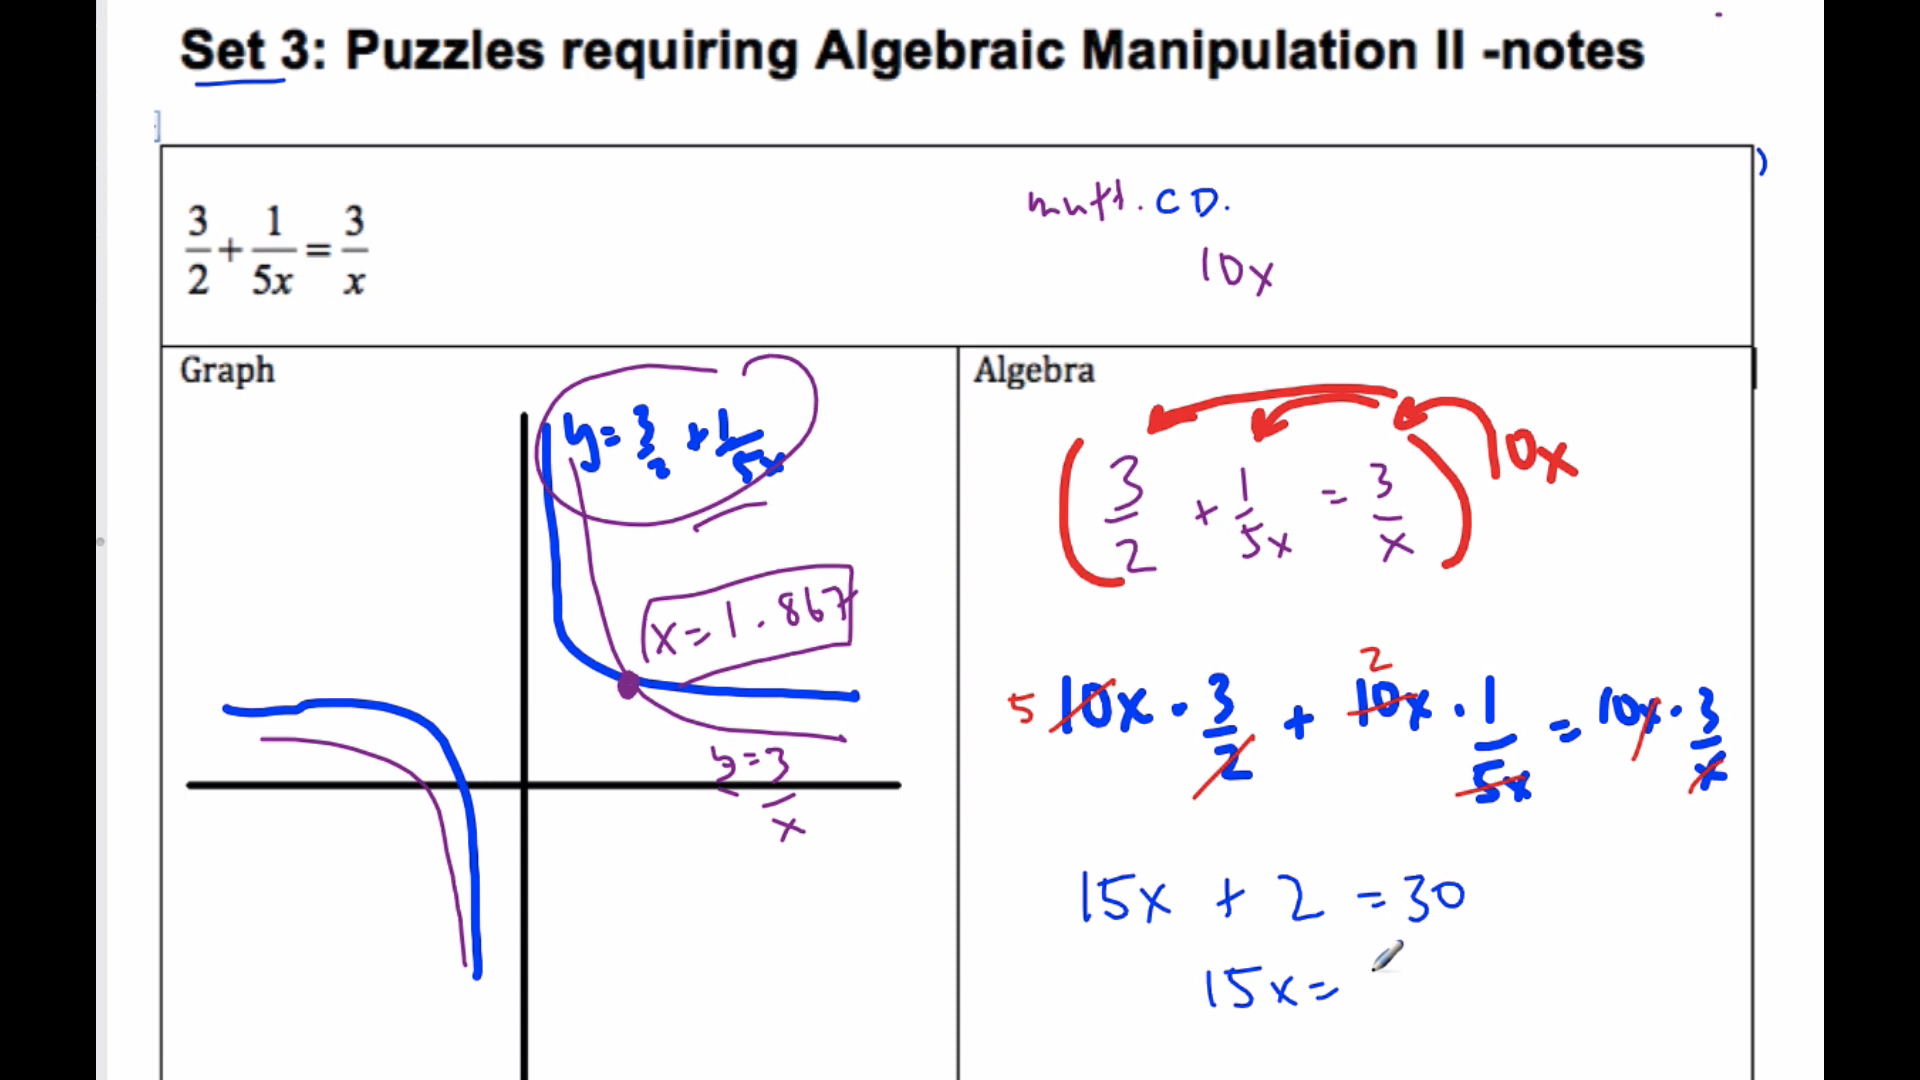 Set 3: Puzzles requiring Algebraic Manipulation II -notes
3/2 + 1/5x = 3/x
mult. CD.
10x
Graph
y = 3/2 + 1/5x
x = 1.867
y = 3/x
Algebra
(3/2 + 1/5x = 3/x) 10x
5 2
10x · 3/2 + 10x · 1/5x = 10x · 3/x
15x + 2 = 30
15x =